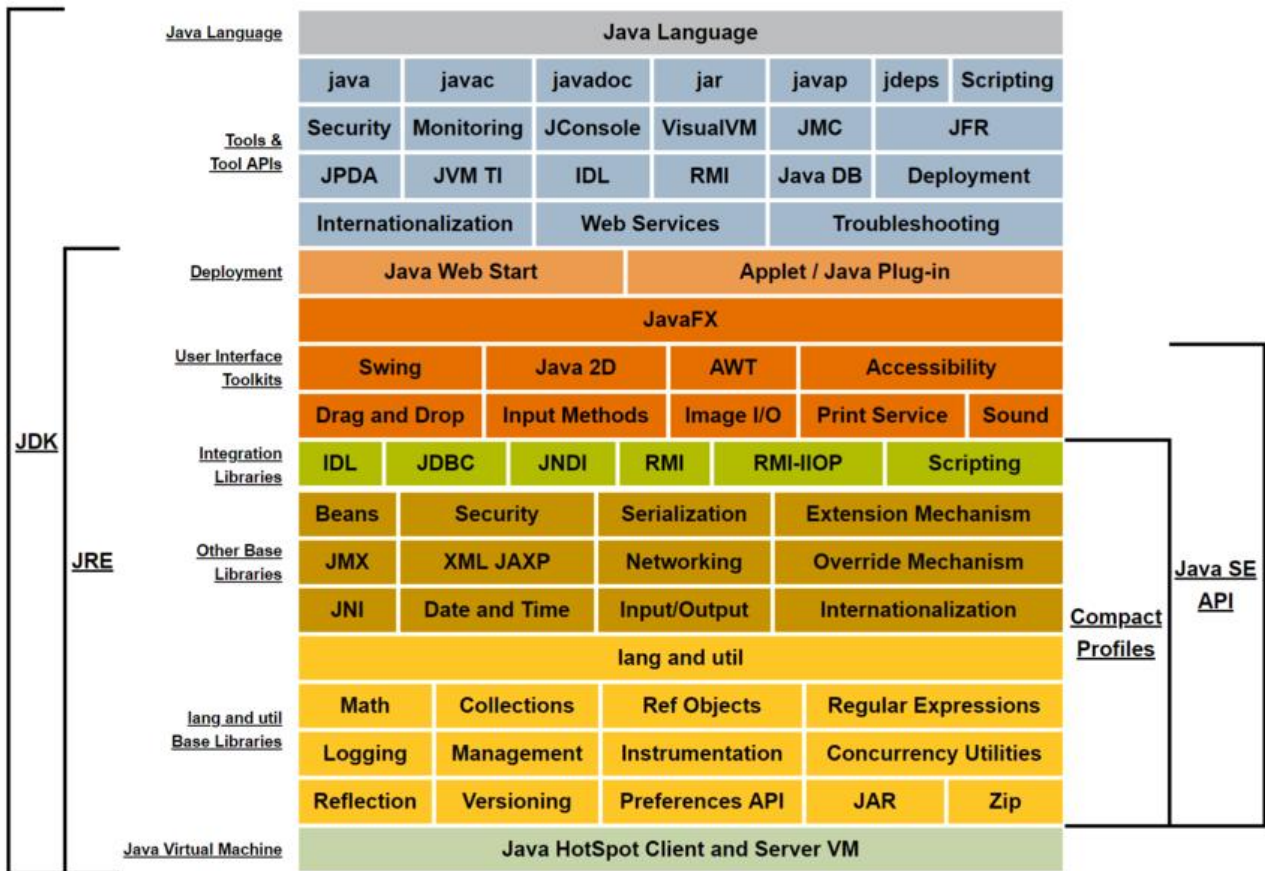 Java Language
Java Language
java javac javadoc jar javap jdeps Scripting
Tools &
Tool APIs
Security Monitoring JConsole VisualVM JMC JFR
JPDA JVM TI IDL RMI Java DB Deployment
Internationalization Web Services Troubleshooting
Deployment
Java Web Start Applet / Java Plug-in
JavaFX
User Interface
Toolkits
Swing Java 2D AWT Accessibility
Drag and Drop Input Methods Image I/O Print Service Sound
Integration
Libraries
IDL JDBC JNDI RMI RMI-IIOP Scripting
Other Base
Libraries
Beans Security Serialization Extension Mechanism
JMX XML JAXP Networking Override Mechanism
JNI Date and Time Input/Output Internationalization
lang and util
lang and util
Base Libraries
Math Collections Ref Objects Regular Expressions
Logging Management Instrumentation Concurrency Utilities
Reflection Versioning Preferences API JAR Zip
Java Virtual Machine
Java HotSpot Client and Server VM
JDK
JRE
Compact
Profiles
Java SE
API